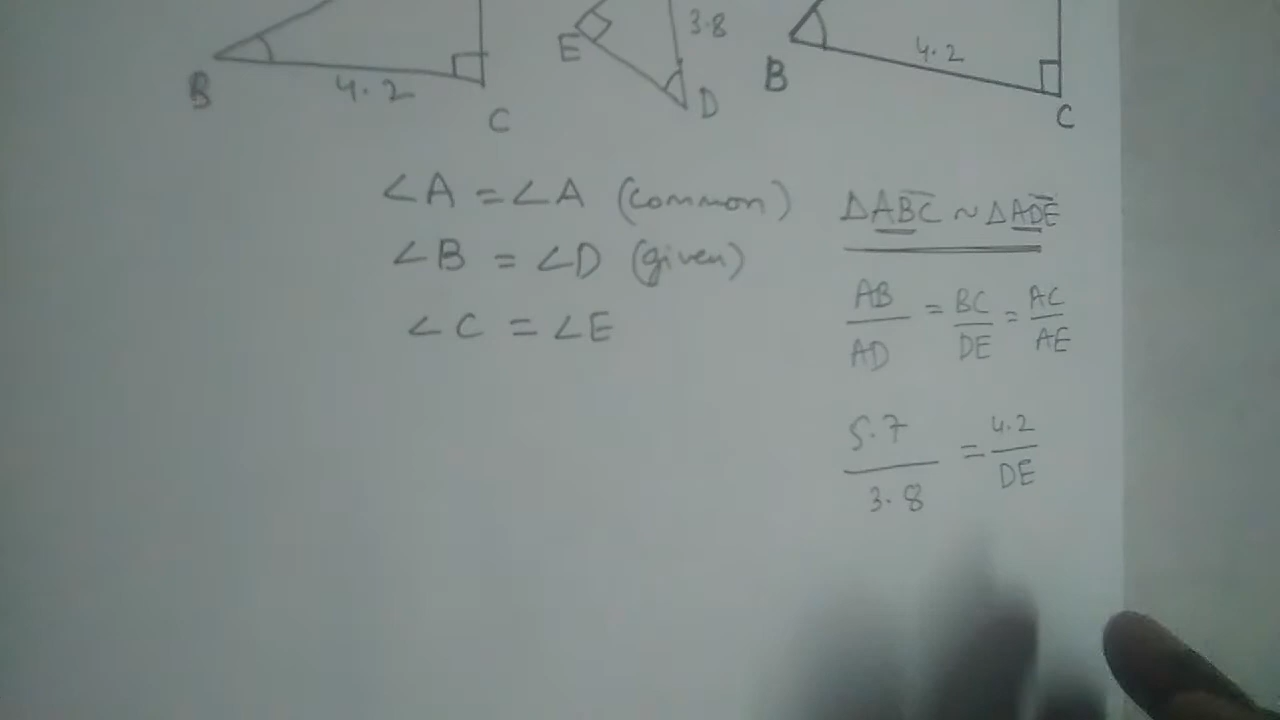 3.8
E
B
4.2
C
D
B
4.2
C
∠A = ∠A (common)
∠B = ∠D (given)
∠C = ∠E
ΔABC ~ ΔADE
AB/AD = BC/DE = AC/AE
5.7/3.8 = 4.2/DE